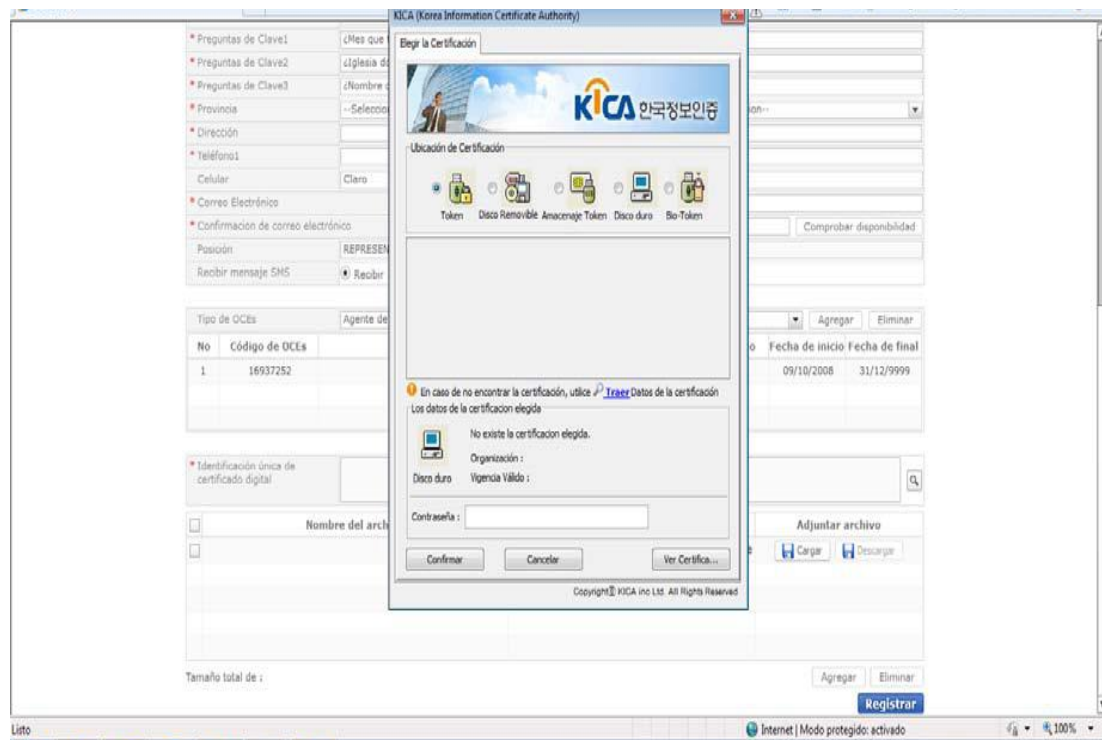 KICA (Korea Information Certificate Authority)
Elegir la Certificación
KICA 한국정보인증
Ubicación de Certificación
Token Disco Removible Amacenaje Token Disco duro Bio-Token
En caso de no encontrar la certificación, utilice Traer Datos de la certificación
Los datos de la certificacion elegida
No existe la certificacion elegida.
Organización :
Disco duro Vigencia Válido :
Contraseña :
Confirmar Cancelar Ver Certifica...
Copyright KICA inc Ltd. All Rights Reserved
* Preguntas de Clave1 ¿Mes que
* Preguntas de Clave2 ¿Iglesia
* Preguntas de Clave3 ¿Nombre
* Provincia --Seleccio on--
* Dirección
* Teléfono1
Celular Claro
* Correo Electrónico
* Confirmacion de correo electrónico Comprobar disponibilidad
Posición REPRESEN
Recibir mensaje SMS Recibir
Tipo de OCEs Agente de Agregar Eliminar
No Código de OCEs o Fecha de inicio Fecha de final
1 16937252 09/10/2008 31/12/9999
* Identificación única de
certificado digital
Nombre del arch Adjuntar archivo
Cargar Descargar
Tamaño total de : Agregar Eliminar
Registrar
Listo Internet | Modo protegido: activado 100%